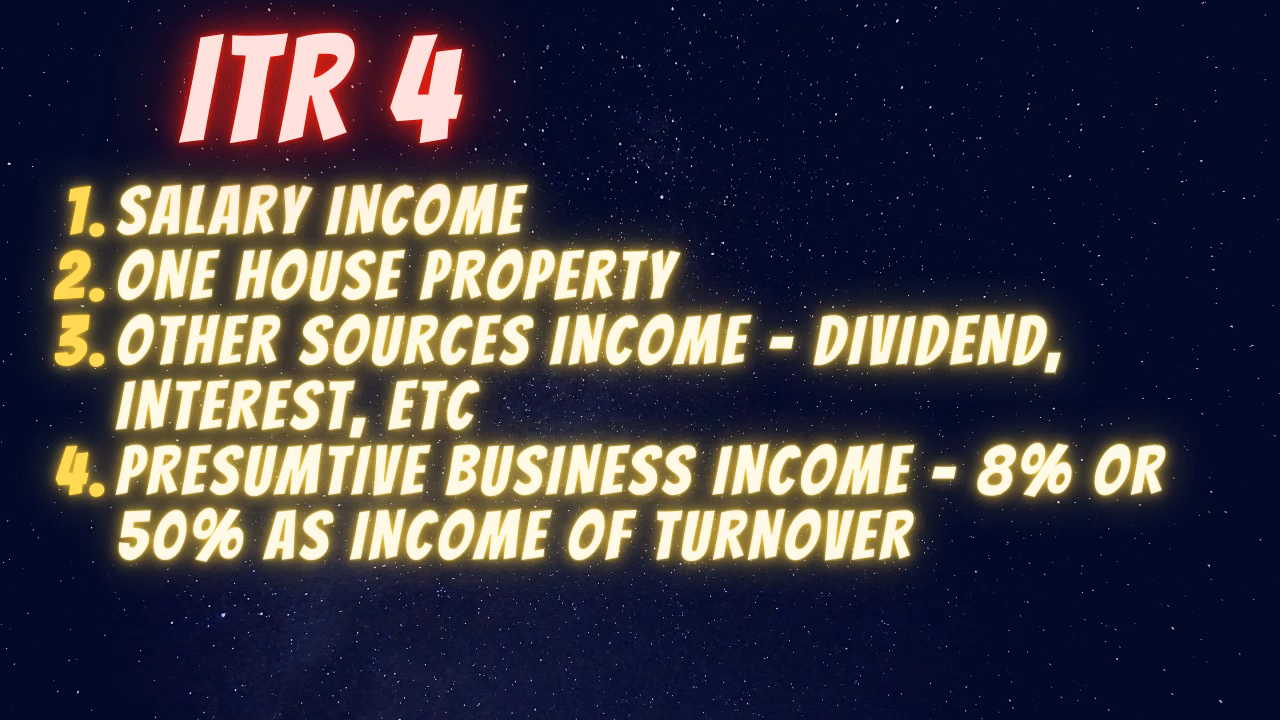 ITR 4
1. SALARY INCOME
2. ONE HOUSE PROPERTY
3. OTHER SOURCES INCOME - DIVIDEND,
INTEREST, ETC
4. PRESUMTIVE BUSINESS INCOME - 8% OR
50% AS INCOME OF TURNOVER